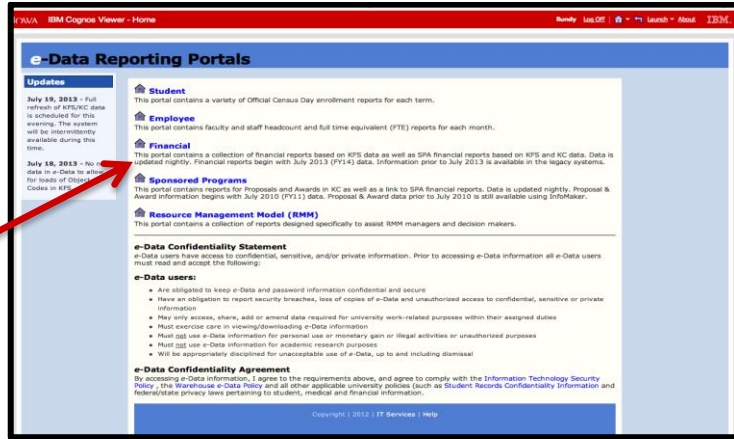 IOWA IBM Cognos Viewer - Home Bundy Log Off Launch About IBM.
e-Data Reporting Portals
Updates
July 19, 2013 - Full
refresh of KFS/KC data
is scheduled for this
evening. The system
will be intermittently
available during this
time.
July 18, 2013 - No
data in e-Data to allow
for loads of Object
Codes in KFS
Student
This portal contains a variety of Official Census Day enrollment reports for each term.
Employee
This portal contains faculty and staff headcount and full time equivalent (FTE) reports for each month.
Financial
This portal contains a collection of financial reports based on KFS data as well as SPA financial reports based on KFS and KC data. Data is
updated nightly. Financial reports begin with July 2013 (FY14) data. Information prior to July 2013 is available in the legacy systems.
Sponsored Programs
This portal contains reports for Proposals and Awards in KC as well as a link to SPA financial reports. Data is updated nightly. Proposal &
Award information begins with July 2010 (FY11) data. Proposal & Award data prior to July 2010 is still available using InfoMaker.
Resource Management Model (RMM)
This portal contains a collection of reports designed specifically to assist RMM managers and decision makers.
e-Data Confidentiality Statement
e-Data users have access to confidential, sensitive, and/or private information. Prior to accessing e-Data information all e-Data users
must read and accept the following:
e-Data users:
• Are obligated to keep e-Data and password information confidential and secure
• Have an obligation to report security breaches, loss of copies of e-Data and unauthorized access to confidential, sensitive or private
information
• May only access, share, add or amend data required for university work-related purposes within their assigned duties
• Must exercise care in viewing/downloading e-Data information
• Must not use e-Data information for personal use or monetary gain or illegal activities or unauthorized purposes
• Must not use e-Data information for academic research purposes
• Will be appropriately disciplined for unacceptable use of e-Data, up to and including dismissal
e-Data Confidentiality Agreement
By accessing e-Data information, I agree to the requirements above, and agree to comply with the Information Technology Security
Policy , the Warehouse e-Data Policy and all other applicable university policies (such as Student Records Confidentiality Information and
federal/state privacy laws pertaining to student, medical and financial information.
Copyright | 2012 | IT Services | Help